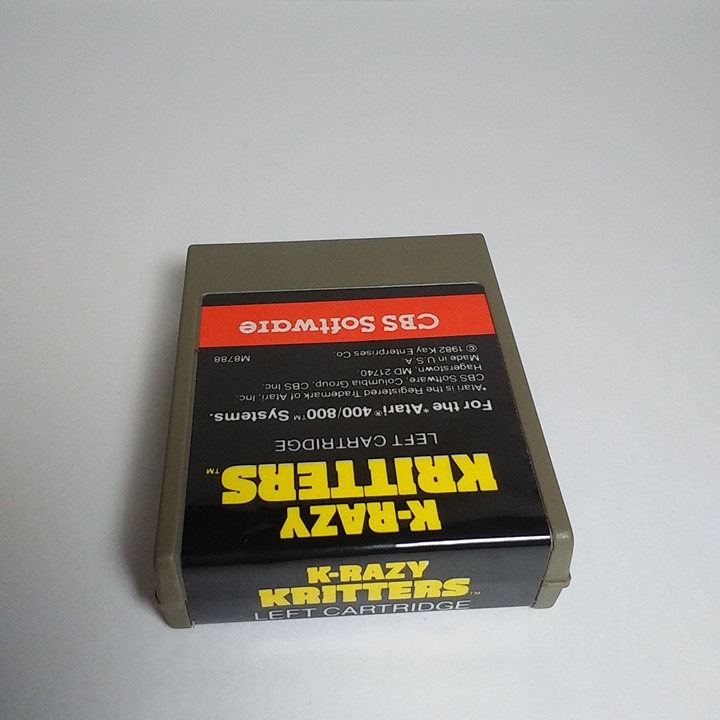 K-RAZY
KRITTERS™
LEFT CARTRIDGE
For the *Atari® 400/800™ Systems.
*Atari is the Registered Trademark of Atari, Inc.
CBS Software, Columbia Group, CBS Inc.
Hagerstown, MD 21740.
Made in U.S.A
© 1982 Kay Enterprises Co. M8788
CBS Software
K-RAZY
KRITTERS™
LEFT CARTRIDGE